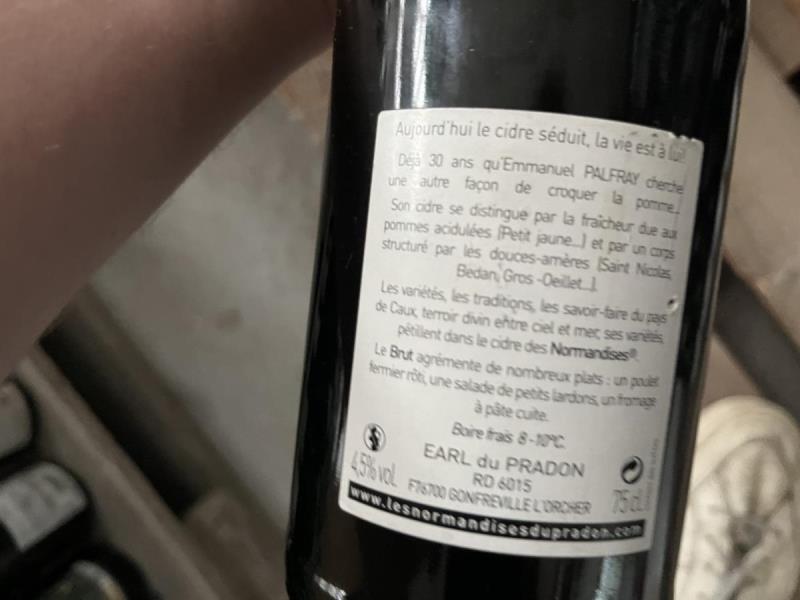 Aujourd'hui le cidre séduit, la vie est à lui!
Déjà 30 ans qu'Emmanuel PALFRAY cherche
une autre façon de croquer la pomme...
Son cidre se distingue par la fraîcheur due aux
pommes acidulées (Petit jaune...) et par un corps
structuré par les douces-amères (Saint Nicolas,
Bedan, Gros -Oeillet...).
Les variétés, les traditions, les savoir-faire du pays
de Caux, terroir divin entre ciel et mer, ses variétés,
pétillent dans le cidre des Normandises®.
Le Brut agrémente de nombreux plats : un poulet
fermier rôti, une salade de petits lardons, un fromage
à pâte cuite.
Boire frais 8-10°C.
EARL du PRADON
RD 6015
4,5% vol F76700 GONFREVILLE L'ORCHER 75 cl
www.lesnormandisesdupradon.com